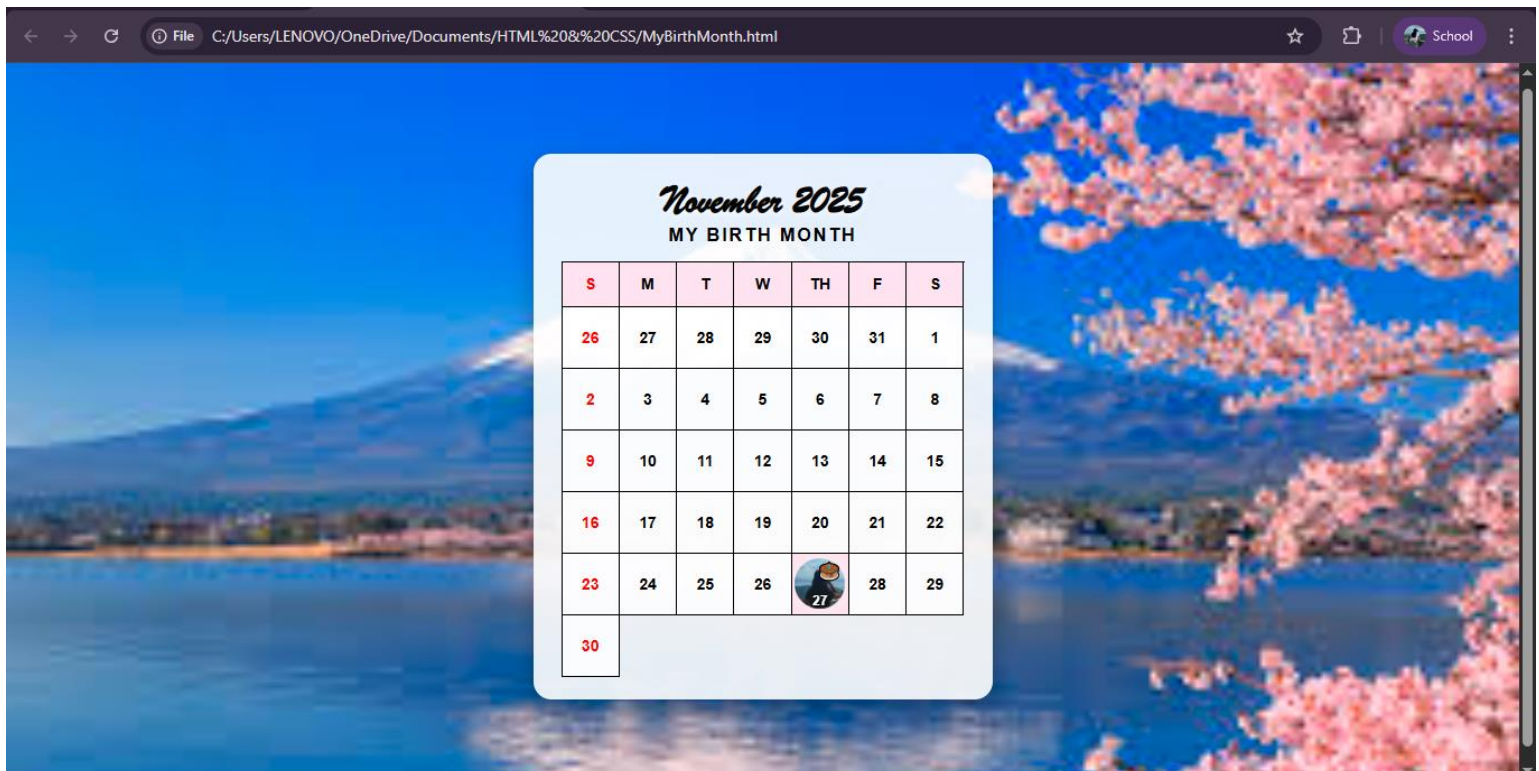 File C:/Users/LENOVO/OneDrive/Documents/HTML%20&%20CSS/MyBirthMonth.html School
November 2025
MY BIRTH MONTH
S M T W TH F S
26 27 28 29 30 31 1
2 3 4 5 6 7 8
9 10 11 12 13 14 15
16 17 18 19 20 21 22
23 24 25 26 27 28 29
30